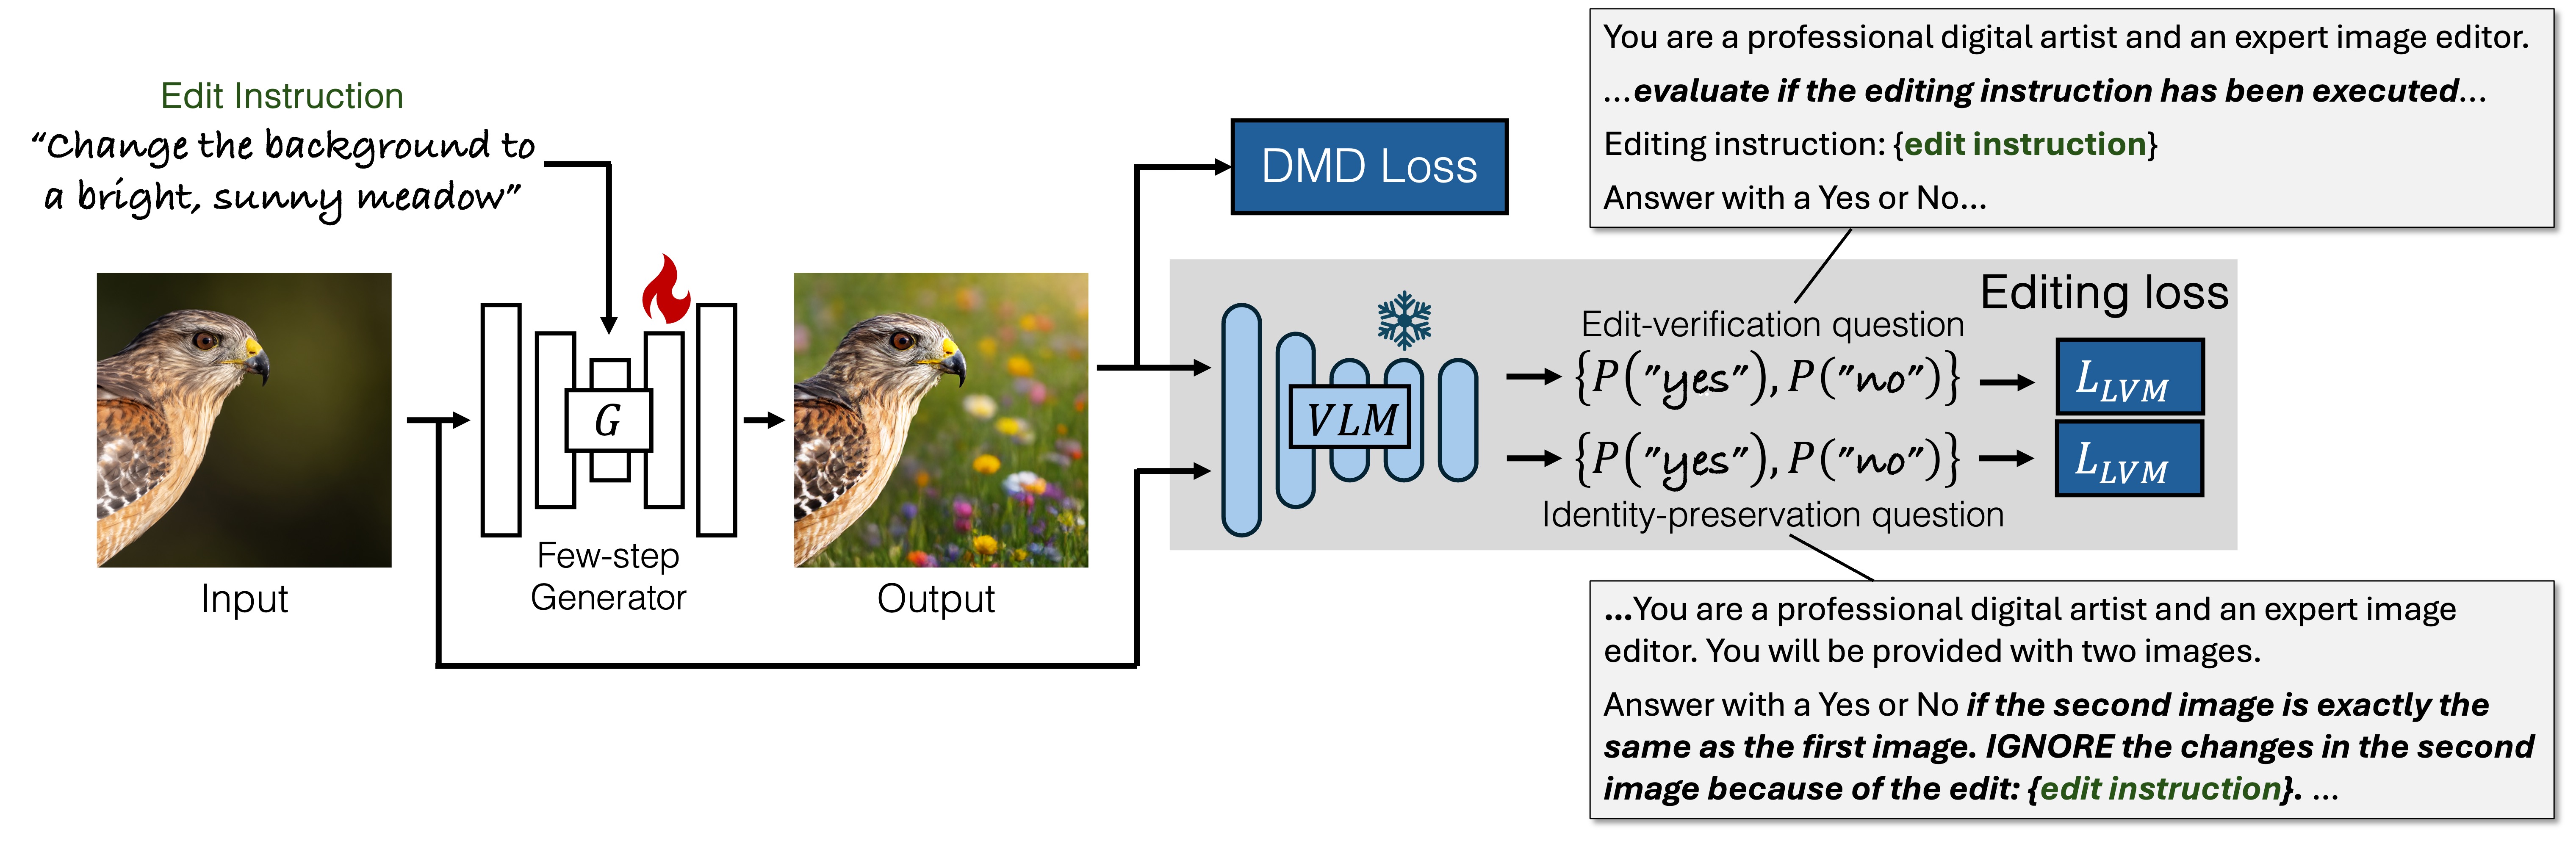 Edit Instruction
“Change the background to
a bright, sunny meadow”
Input
G
Few-step
Generator
Output
DMD Loss
VLM
You are a professional digital artist and an expert image editor.
...evaluate if the editing instruction has been executed...
Editing instruction: {edit instruction}
Answer with a Yes or No...
Editing loss
Edit-verification question
{P("yes"), P("no")}
L_LVM
{P("yes"), P("no")}
L_LVM
Identity-preservation question
...You are a professional digital artist and an expert image
editor. You will be provided with two images.
Answer with a Yes or No if the second image is exactly the
same as the first image. IGNORE the changes in the second
image because of the edit: {edit instruction}. ...